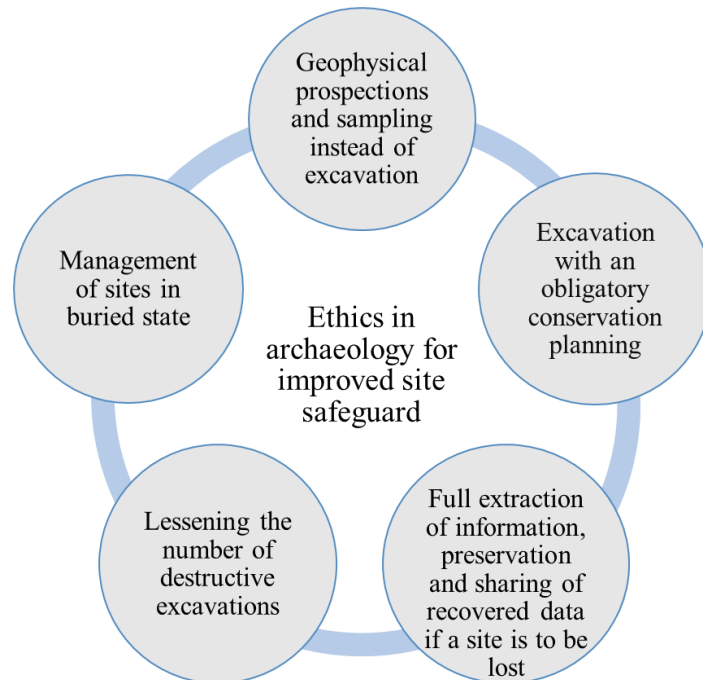 Geophysical
prospections
and sampling
instead of
excavation
Excavation
with an
obligatory
conservation
planning
Full extraction
of information,
preservation
and sharing of
recovered data
if a site is to be
lost
Lessening the
number of
destructive
excavations
Management
of sites in
buried state
Ethics in
archaeology for
improved site
safeguard